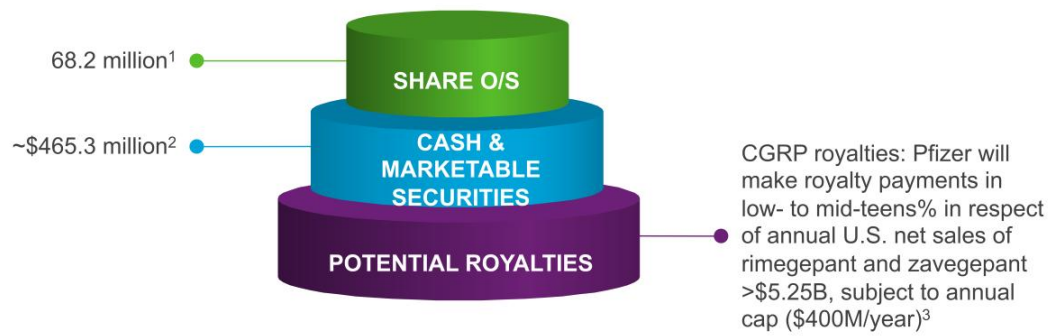 68.2 million¹
SHARE O/S
~$465.3 million²
CASH &
MARKETABLE
SECURITIES
POTENTIAL ROYALTIES
CGRP royalties: Pfizer will
make royalty payments in
low- to mid-teens% in respect
of annual U.S. net sales of
rimegepant and zavegepant
>$5.25B, subject to annual
cap ($400M/year)³